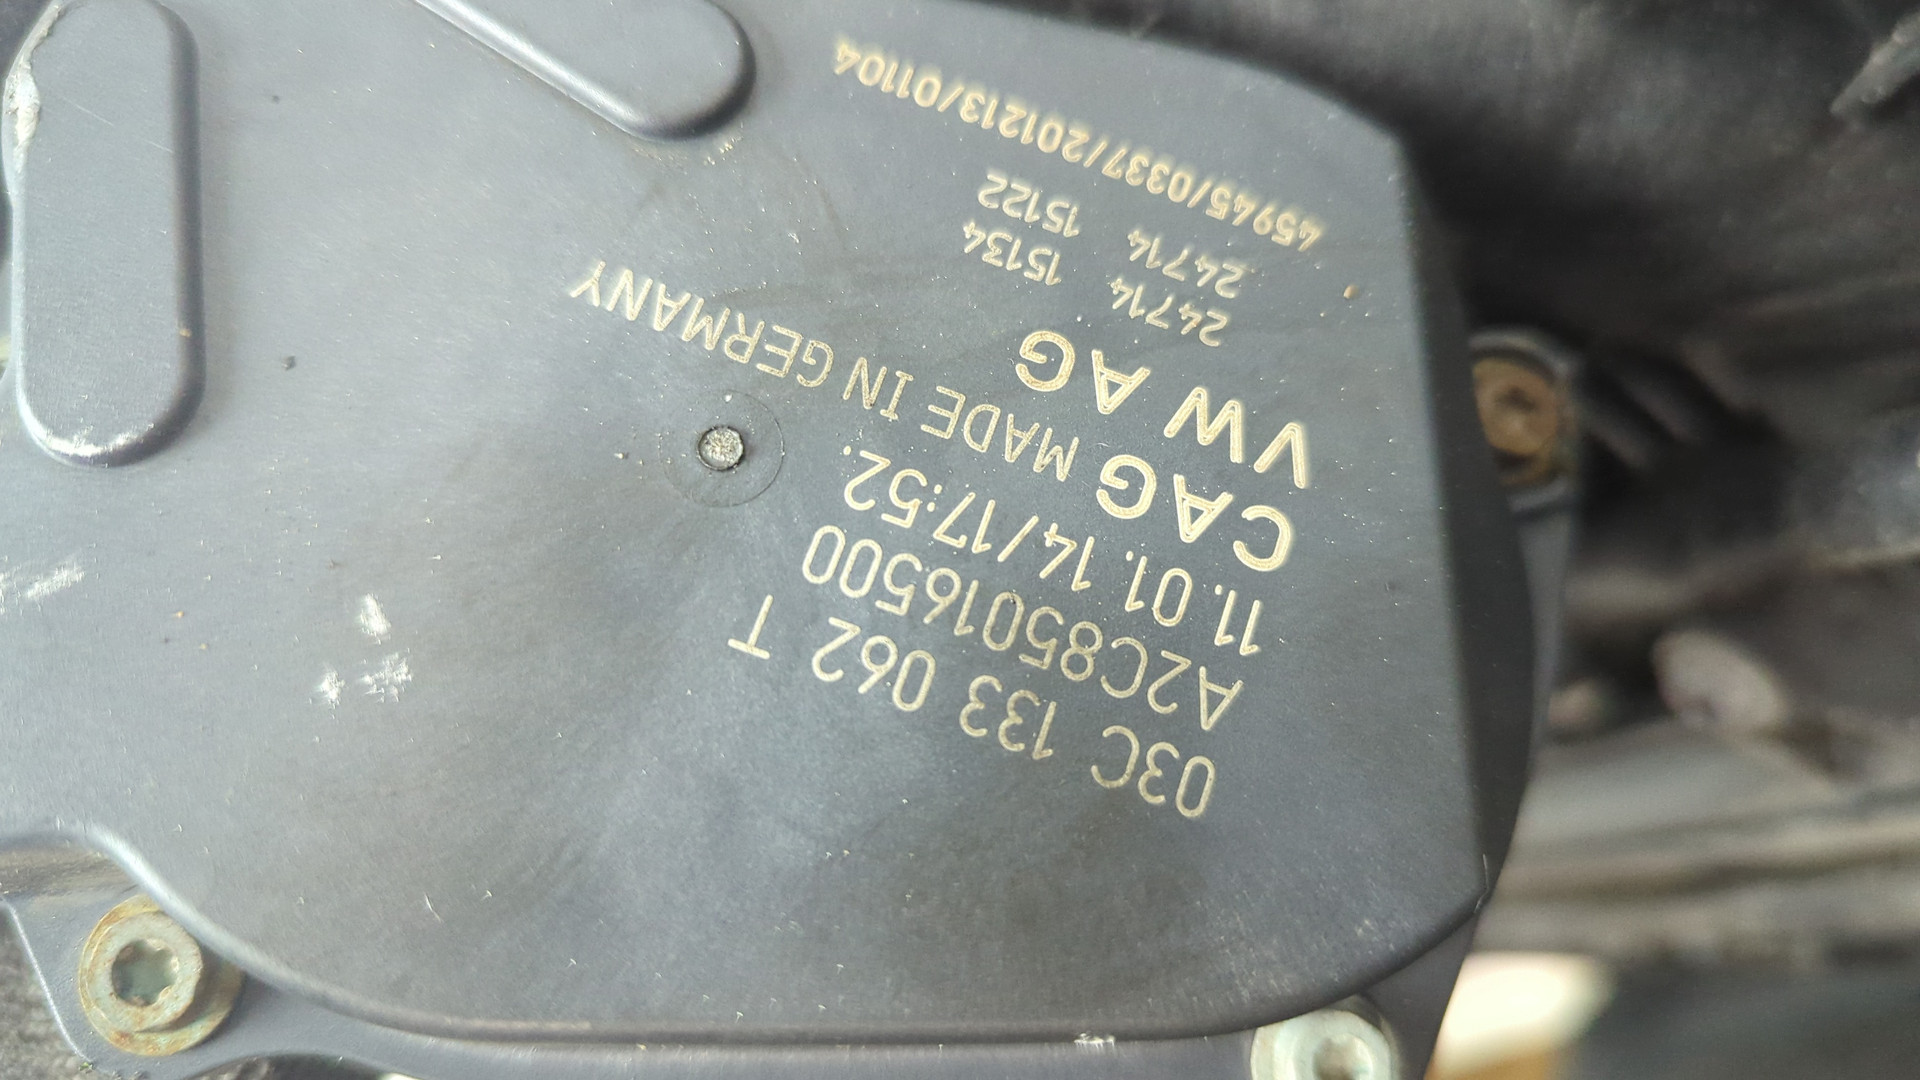 03C 133 062 T
A2C85016500
11.01.14/17:52.
CAG MADE IN GERMANY
VW AG
24714 15134
24714 15122
45945/0337/201213/01104